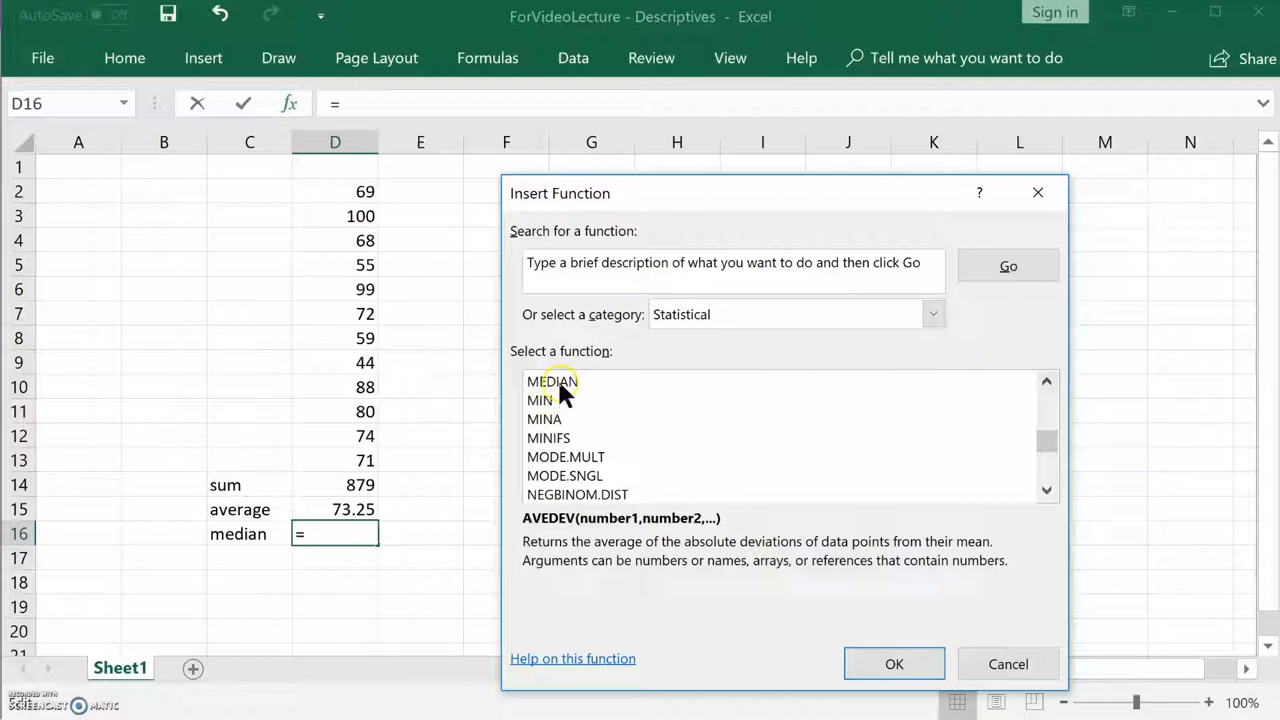 AutoSave Off
ForVideoLecture - Descriptives - Excel
Sign in
File Home Insert Draw Page Layout Formulas Data Review View Help Tell me what you want to do Share
D16 fx =
A B C D E F G H I J K L M N
1
2 69
3 100
4 68
5 55
6 99
7 72
8 59
9 44
10 88
11 80
12 74
13 71
14 sum 879
15 average 73.25
16 median =
17
18
19
20
21
Insert Function ?
Search for a function:
Type a brief description of what you want to do and then click Go
Go
Or select a category: Statistical
Select a function:
MEDIAN
MIN
MINA
MINIFS
MODE.MULT
MODE.SNGL
NEGBINOM.DIST
AVEDEV(number1,number2,...)
Returns the average of the absolute deviations of data points from their mean.
Arguments can be numbers or names, arrays, or references that contain numbers.
Help on this function
OK Cancel
Sheet1
RECORDED WITH
SCREENCAST MATIC
100%